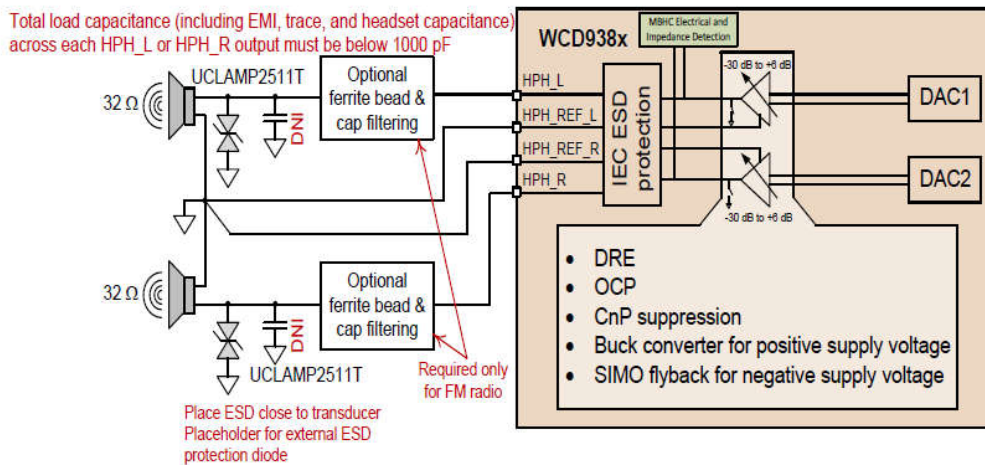 Total load capacitance (including EMI, trace, and headset capacitance)
across each HPH_L or HPH_R output must be below 1000 pF
WCD938x
MBHC Electrical and
Impedance Detection
UCLAMP2511T
32 Ω
DNI
Optional
ferrite bead &
cap filtering
HPH_L
HPH_REF_L
HPH_REF_R
HPH_R
IEC ESD
protection
-30 dB to +6 dB
DAC1
DAC2
-30 dB to +6 dB
32 Ω
DNI
UCLAMP2511T
Optional
ferrite bead &
cap filtering
Required only
for FM radio
Place ESD close to transducer
Placeholder for external ESD
protection diode
• DRE
• OCP
• CnP suppression
• Buck converter for positive supply voltage
• SIMO flyback for negative supply voltage